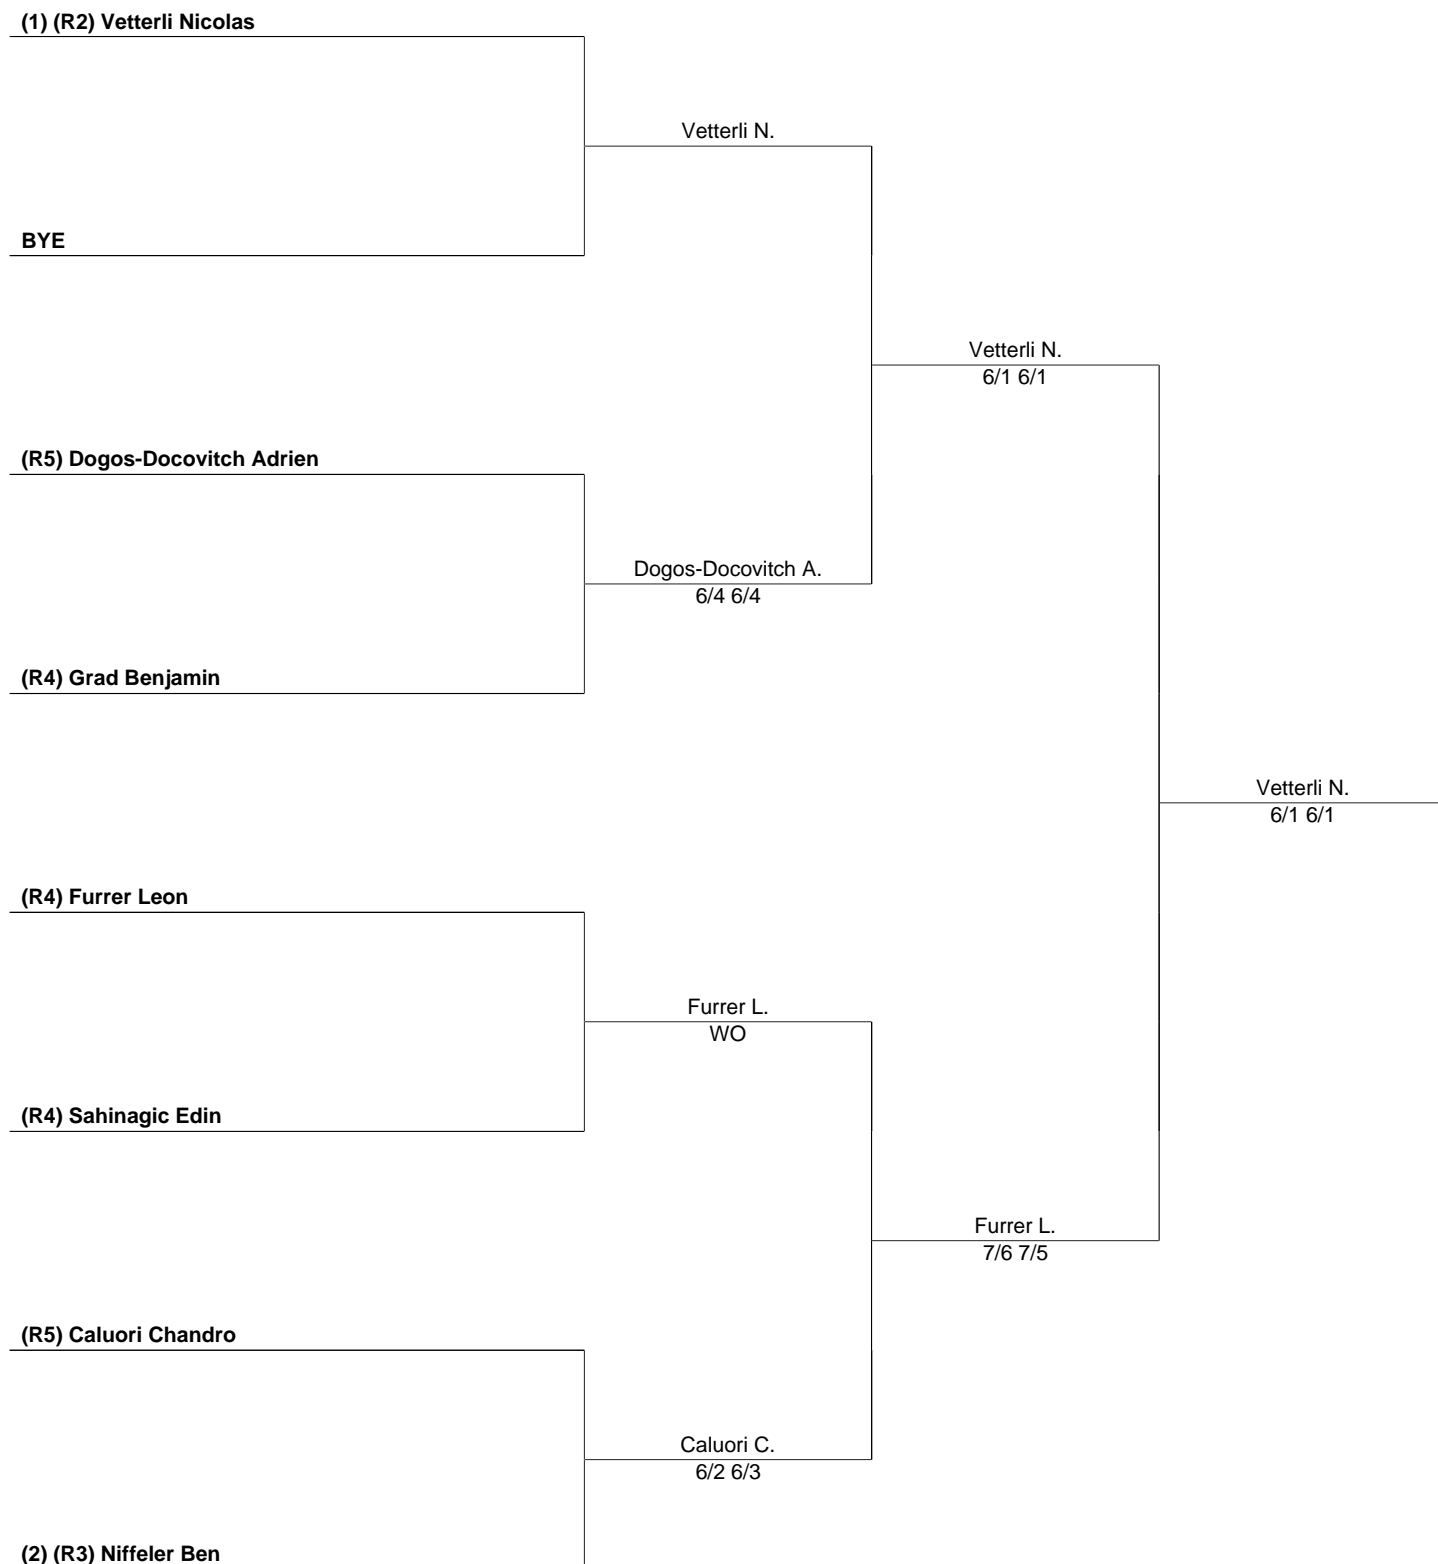 (1) (R2) Vetterli Nicolas
Vetterli N.
BYE
Vetterli N.
6/1 6/1
(R5) Dogos-Docovitch Adrien
Dogos-Docovitch A.
6/4 6/4
(R4) Grad Benjamin
Vetterli N.
6/1 6/1
(R4) Furrer Leon
Furrer L.
WO
(R4) Sahinagic Edin
Furrer L.
7/6 7/5
(R5) Caluori Chandro
Caluori C.
6/2 6/3
(2) (R3) Niffeler Ben